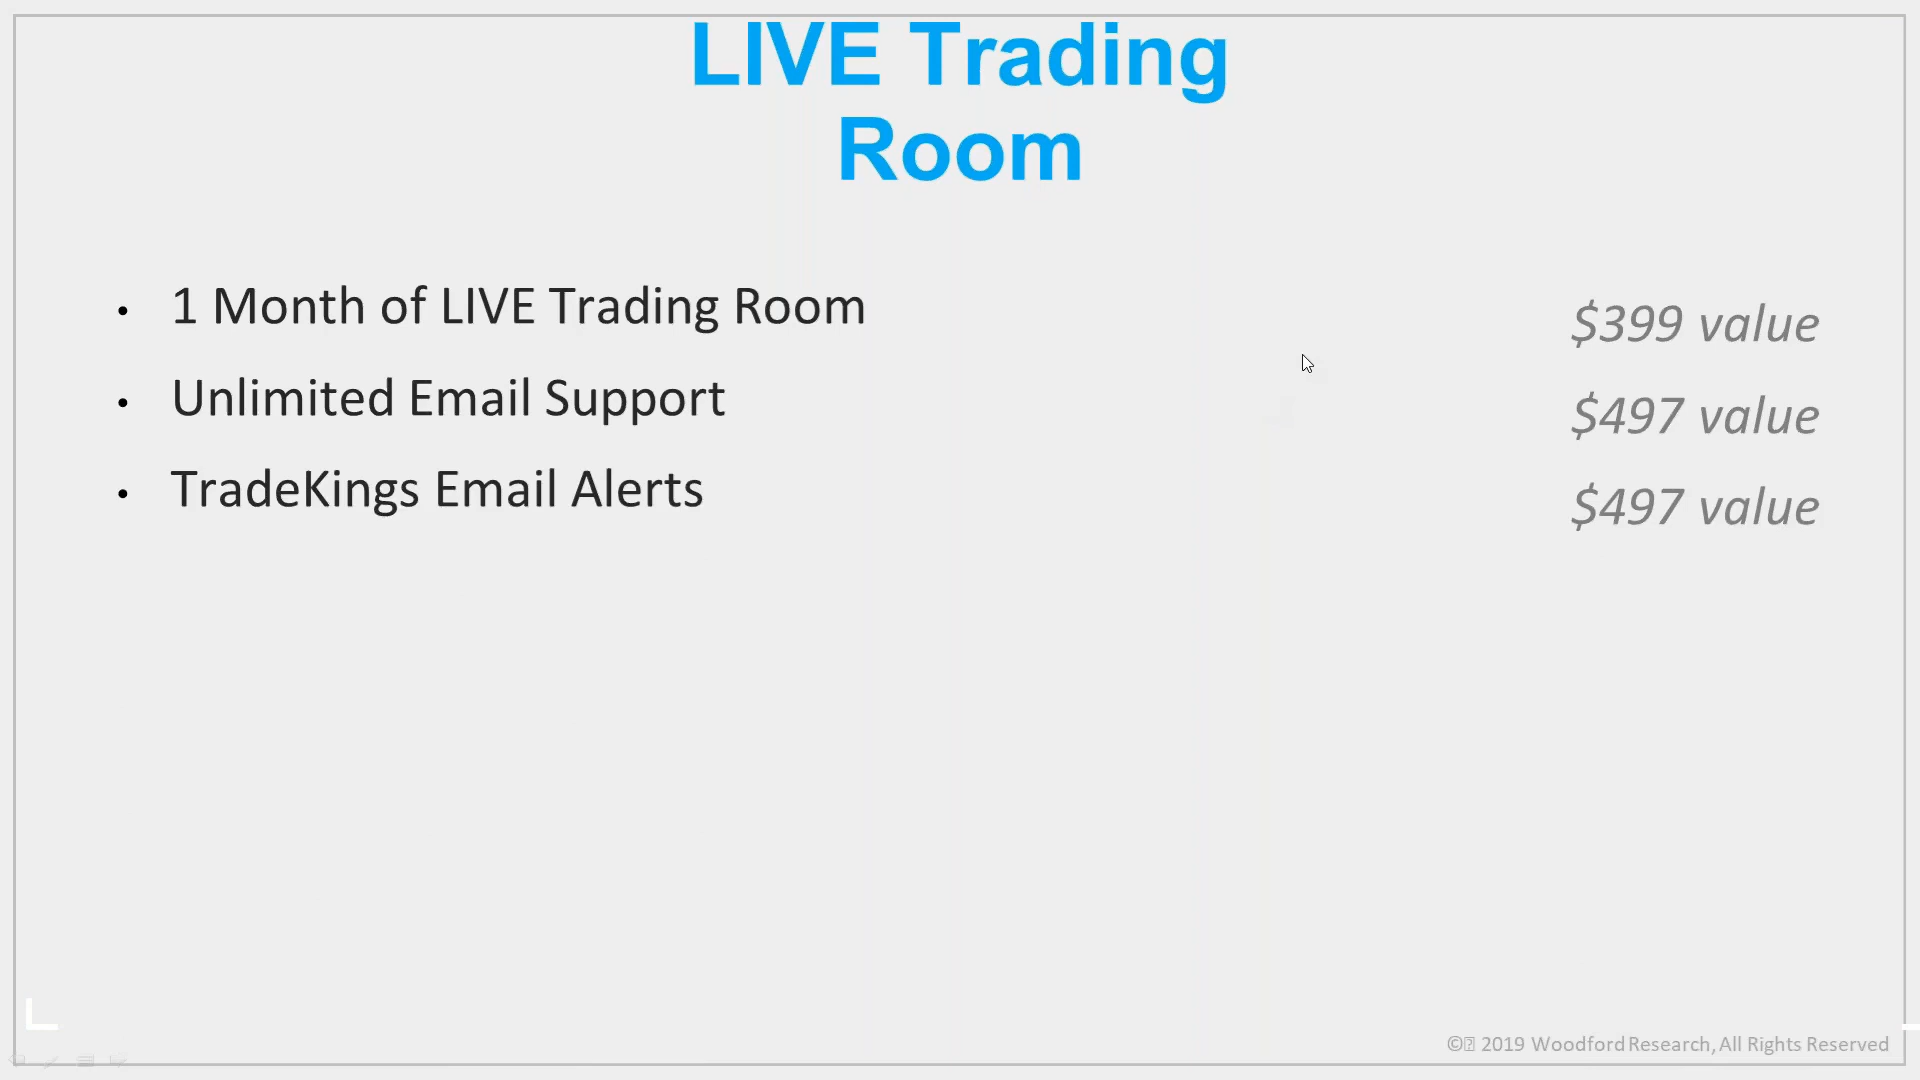 LIVE Trading
Room
• 1 Month of LIVE Trading Room
$399 value
• Unlimited Email Support
$497 value
• TradeKings Email Alerts
$497 value
© 2019 Woodford Research, All Rights Reserved